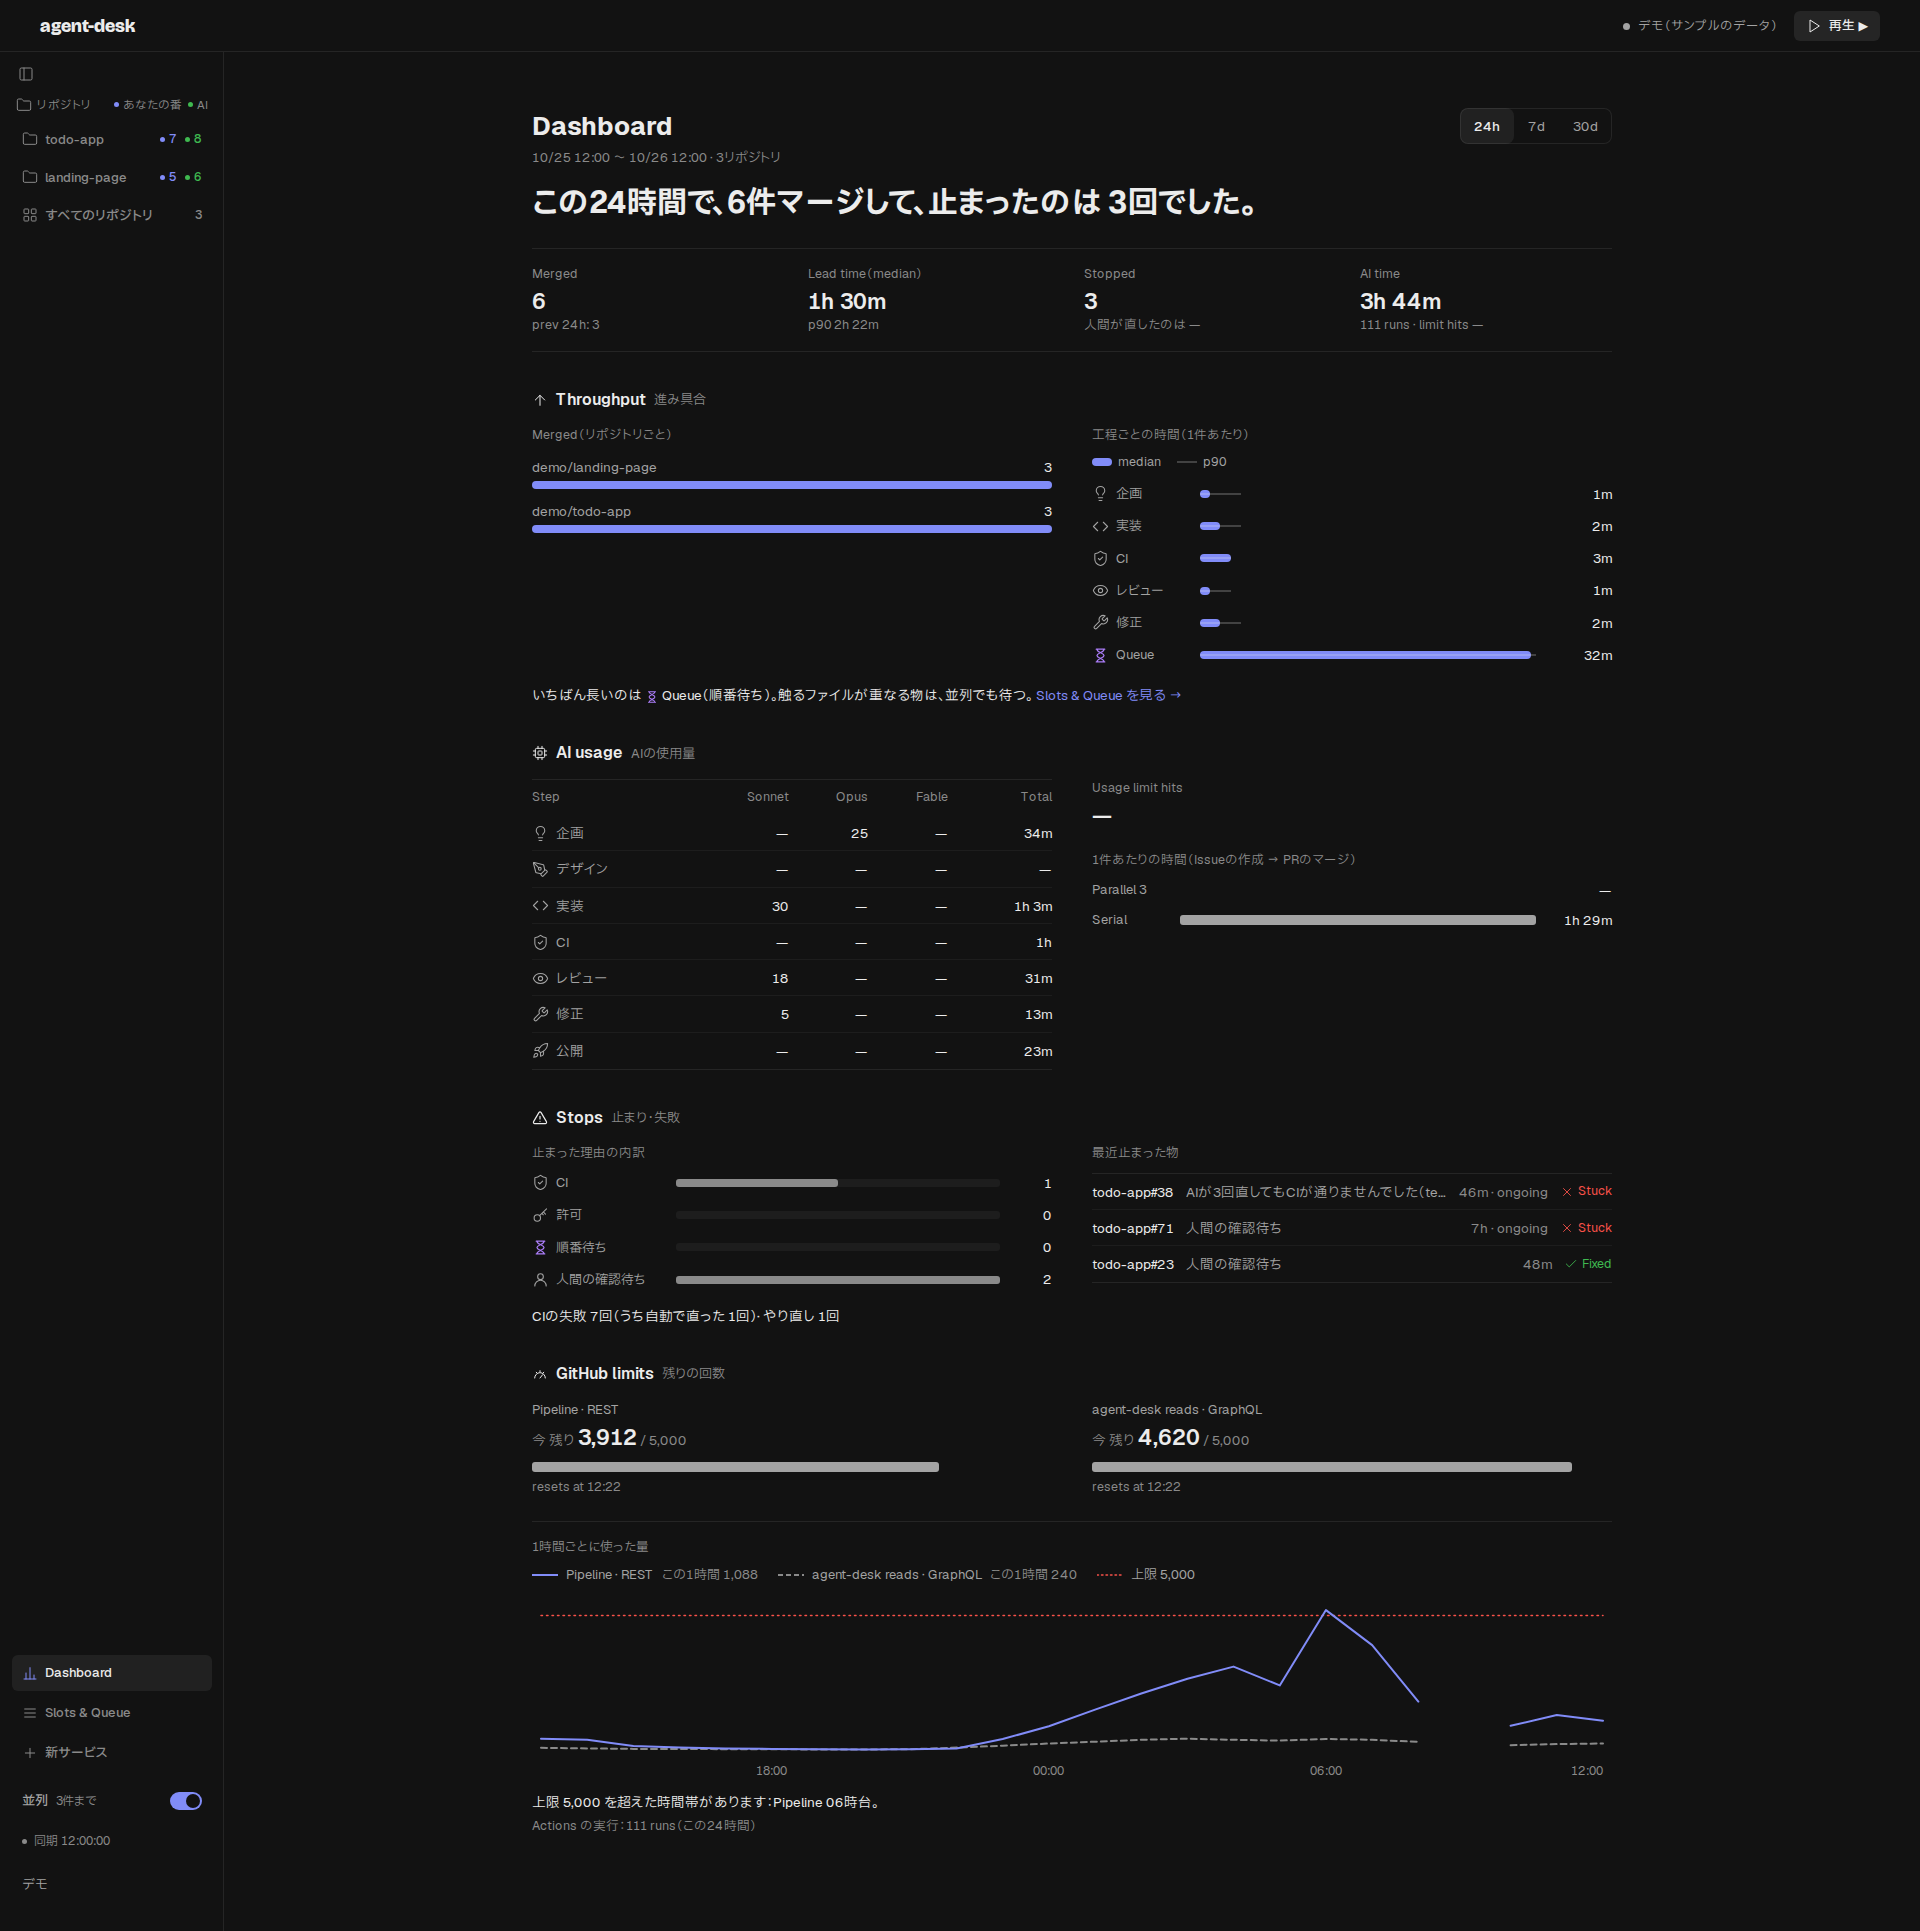 agent-desk
デモ（サンプルのデータ）
再生 ▶
リポジトリ あなたの番 AI
todo-app 7 8
landing-page 5 6
すべてのリポジトリ 3
Dashboard
24h 7d 30d
10/25 12:00 〜 10/26 12:00 · 3リポジトリ
この24時間で、6件マージして、止まったのは 3回でした。
Merged
6
prev 24h: 3
Lead time（median）
1h 30m
p90 2h 22m
Stopped
3
人間が直したのは —
AI time
3h 44m
111 runs · limit hits —
Throughput 進み具合
Merged（リポジトリごと）
demo/landing-page 3
demo/todo-app 3
工程ごとの時間（1件あたり）
median p90
企画 1m
実装 2m
CI 3m
レビュー 1m
修正 2m
Queue 32m
いちばん長いのは Queue（順番待ち）。触るファイルが重なる物は、並列でも待つ。Slots & Queue を見る →
AI usage AIの使用量
Step Sonnet Opus Fable Total
企画 — 25 — 34m
デザイン — — — —
実装 30 — — 1h 3m
CI — — — 1h
レビュー 18 — — 31m
修正 5 — — 13m
公開 — — — 23m
Usage limit hits
—
1件あたりの時間（Issueの作成 → PRのマージ）
Parallel 3 —
Serial 1h 29m
Stops 止まり・失敗
止まった理由の内訳
CI 1
許可 0
順番待ち 0
人間の確認待ち 2
CIの失敗 7回（うち自動で直った 1回）· やり直し 1回
最近止まった物
todo-app#38 AIが3回直してもCIが通りませんでした（te… 46m · ongoing Stuck
todo-app#71 人間の確認待ち 7h · ongoing Stuck
todo-app#23 人間の確認待ち 48m Fixed
GitHub limits 残りの回数
Pipeline · REST
今 残り 3,912 / 5,000
resets at 12:22
agent-desk reads · GraphQL
今 残り 4,620 / 5,000
resets at 12:22
1時間ごとに使った量
Pipeline · REST この1時間 1,088 agent-desk reads · GraphQL この1時間 240 上限 5,000
18:00 00:00 06:00 12:00
上限 5,000 を超えた時間帯があります：Pipeline 06時台。
Actions の実行：111 runs（この24時間）
Dashboard
Slots & Queue
新サービス
並列 3件まで
同期 12:00:00
デモ